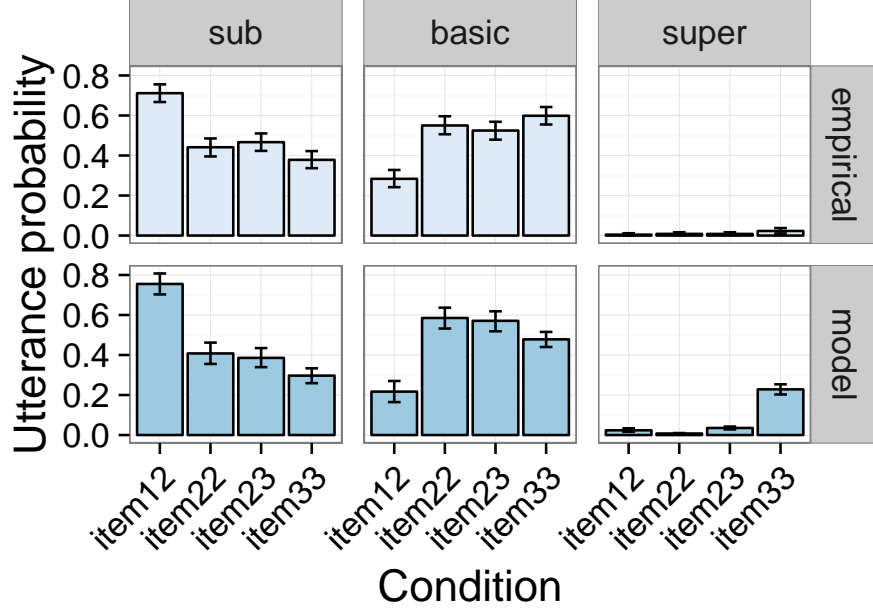 sub basic super
Utterance probability
0.8
0.6
0.4
0.2
0.0
empirical
0.8
0.6
0.4
0.2
0.0
model
item12 item22 item23 item33 item12 item22 item23 item33 item12 item22 item23 item33
Condition